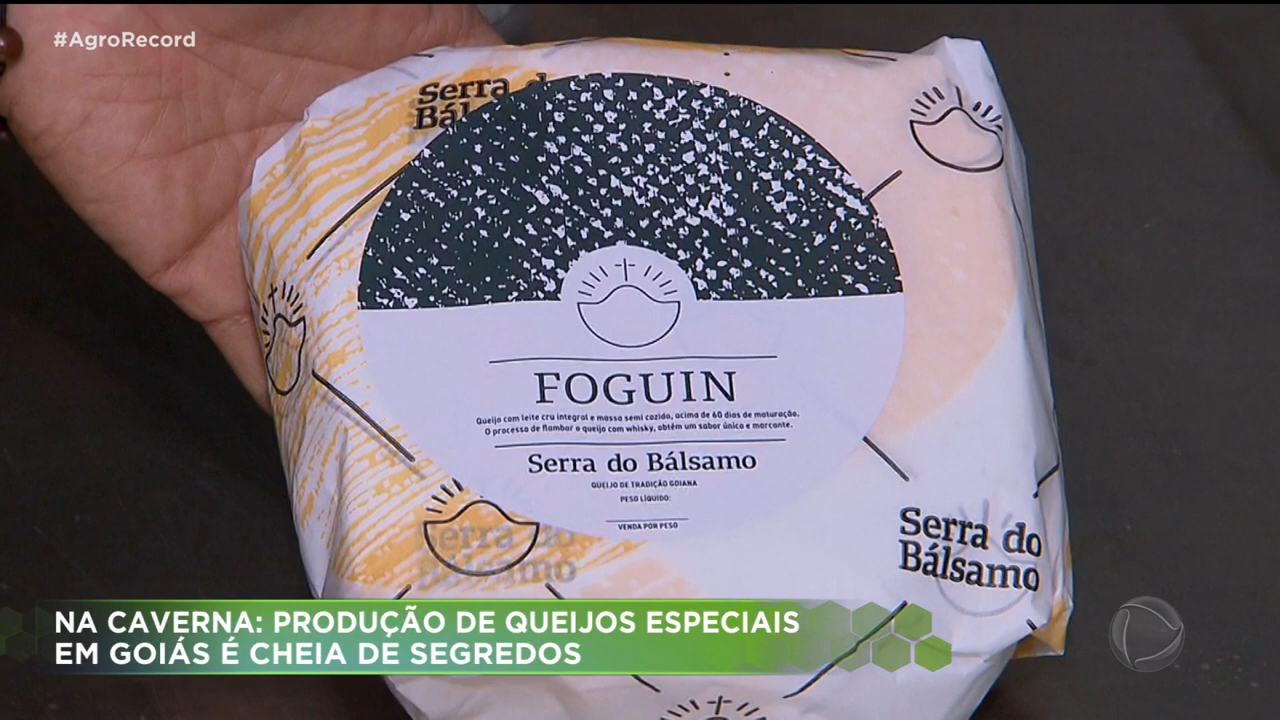 #AgroRecord
Serra do
Bál
FOGUIN
Queijo com leite cru integral e massa semi cozida, acima de 60 dias de maturação.
O processo de flambar o queijo com whisky, obtém um sabor único e marcante.
Serra do Bálsamo
QUEIJO DE TRADIÇÃO GOIANA
PESO LÍQUIDO:
VENDA POR PESO
Serra do
Bálsamo
Serra do
Bálsamo
NA CAVERNA: PRODUÇÃO DE QUEIJOS ESPECIAIS
EM GOIÁS É CHEIA DE SEGREDOS